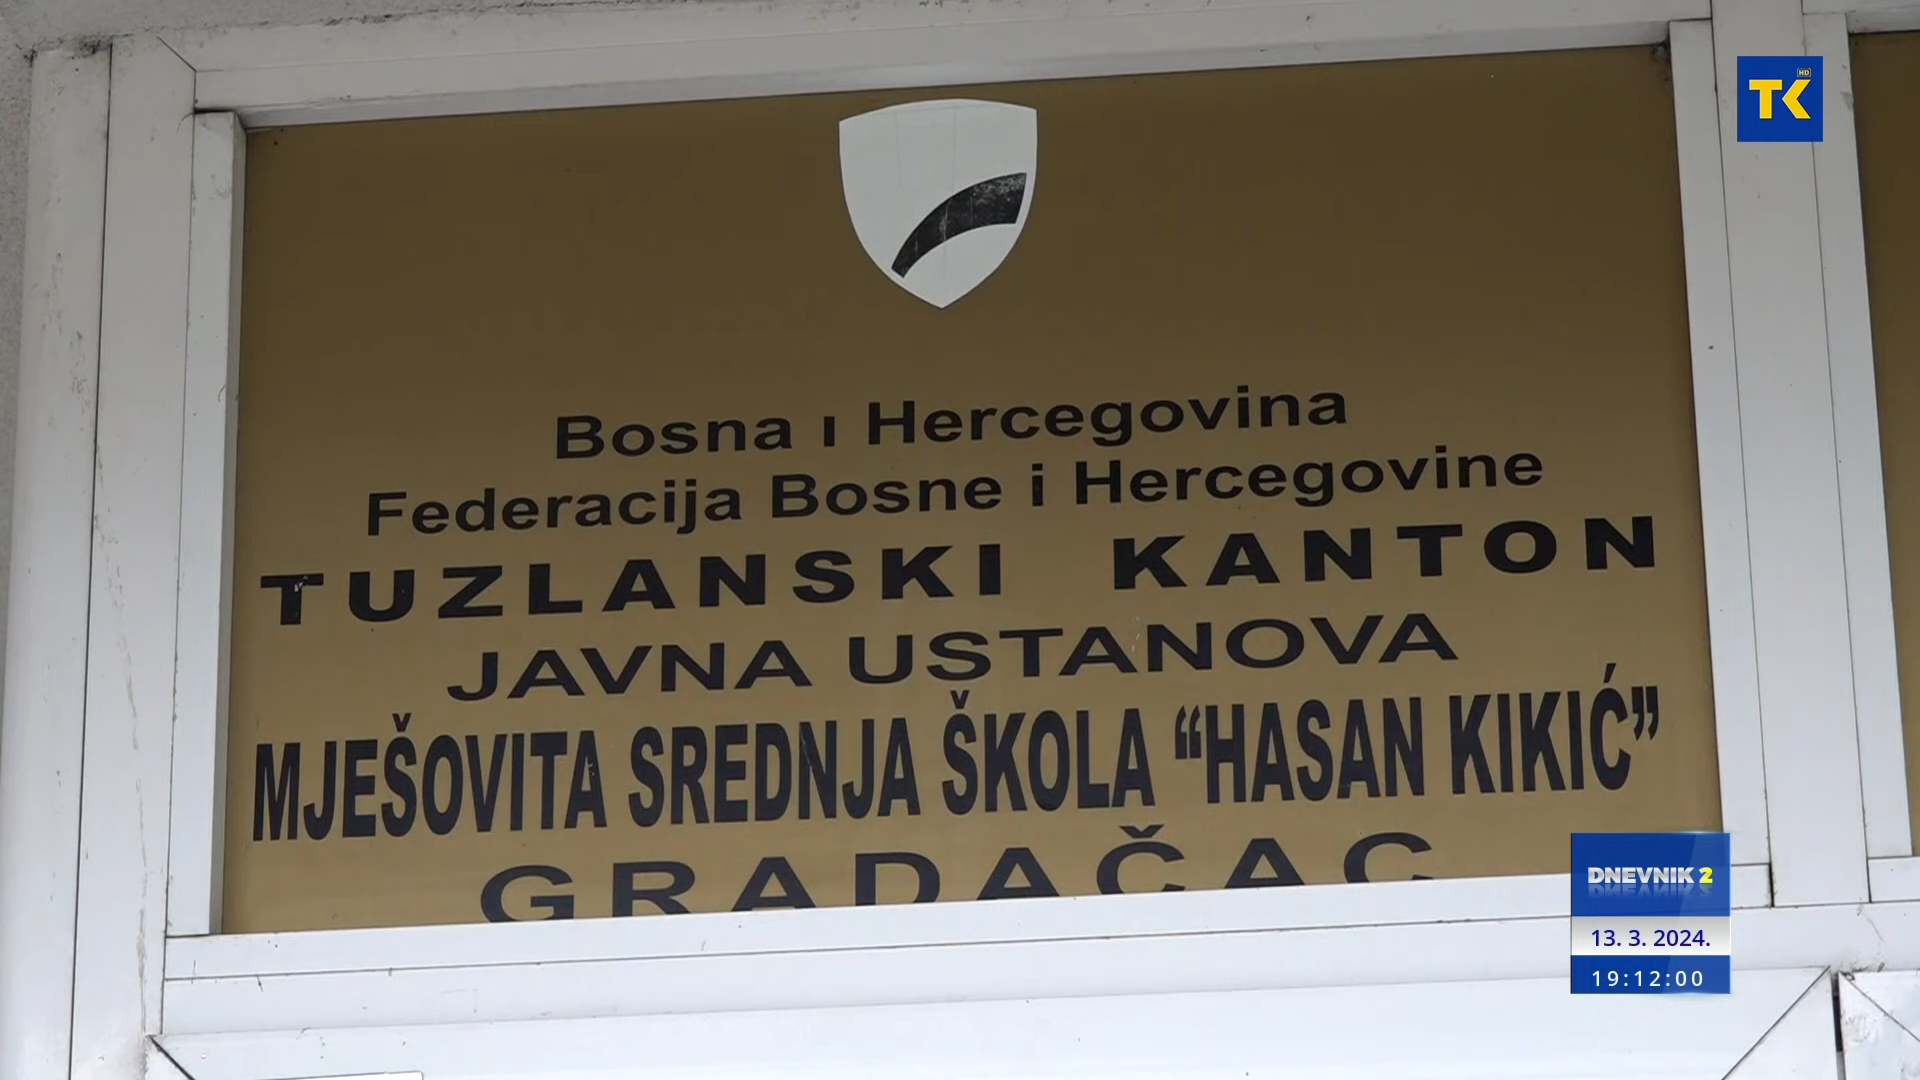 TK HD
Bosna i Hercegovina
Federacija Bosne i Hercegovine
TUZLANSKI KANTON
JAVNA USTANOVA
MJEŠOVITA SREDNJA ŠKOLA “HASAN KIKIĆ”
GRADAČAC
DNEVNIK 2
13. 3. 2024.
19:12:00